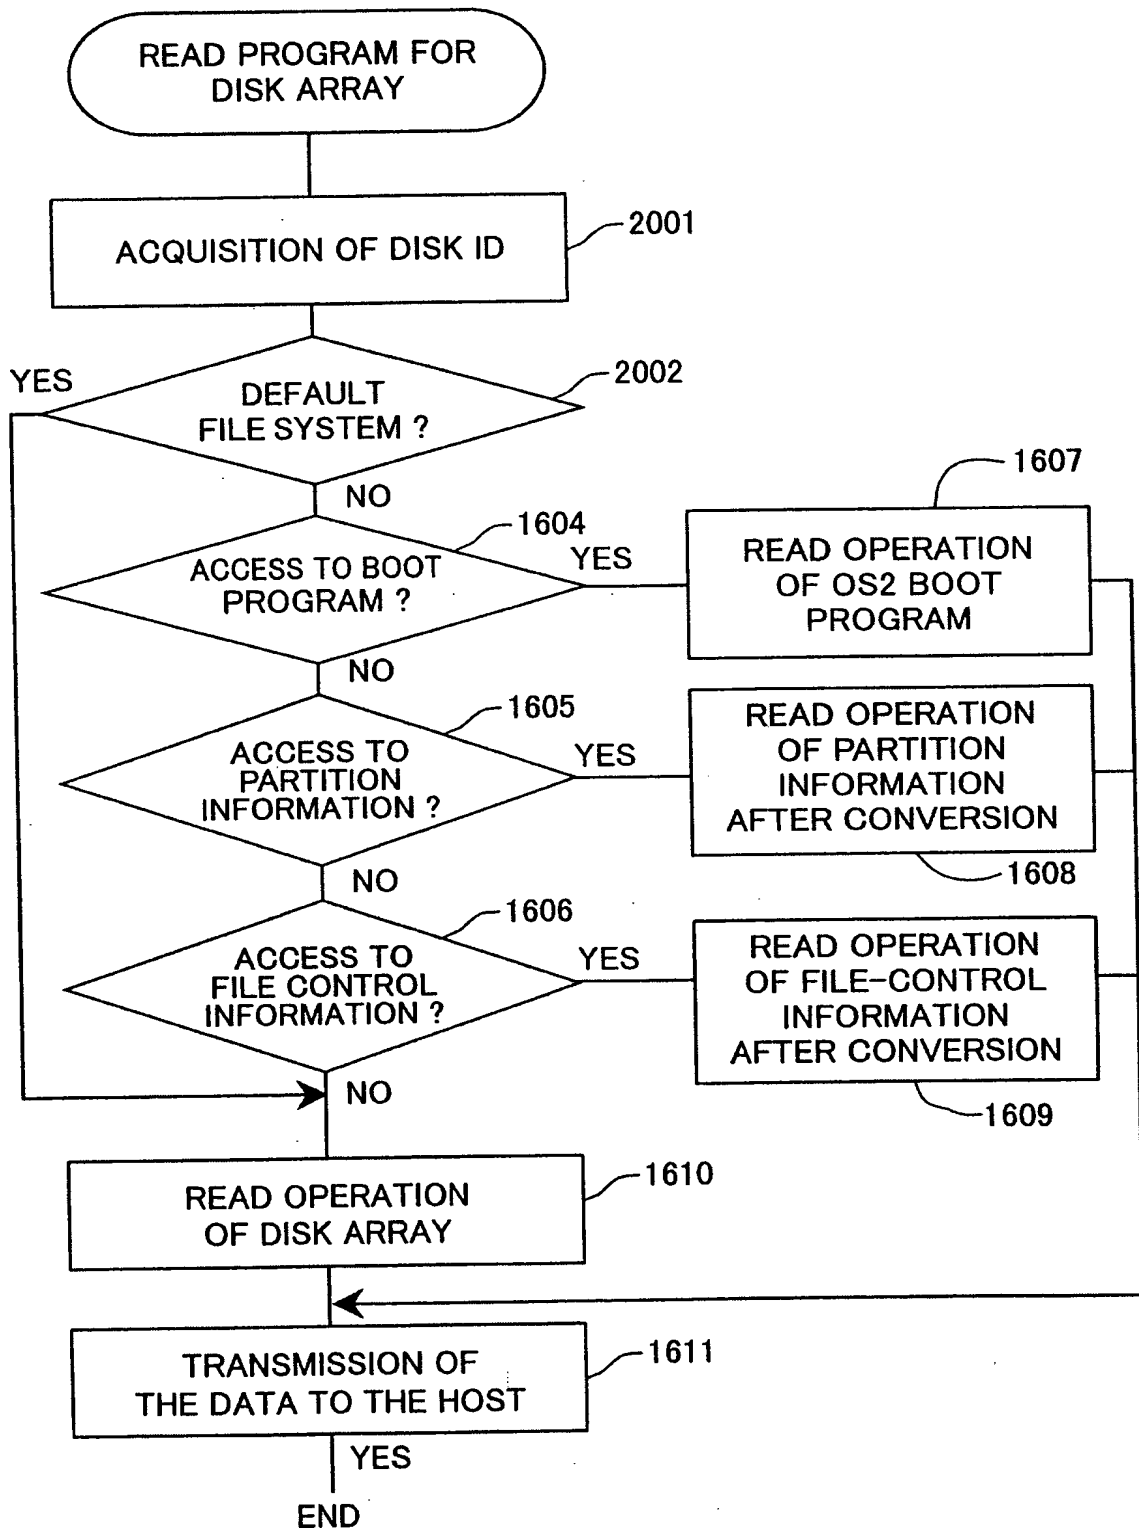 READ PROGRAM FOR
DISK ARRAY
ACQUISITION OF DISK ID
2001
YES
DEFAULT
FILE SYSTEM ?
2002
NO
ACCESS TO BOOT
PROGRAM ?
1604
YES
READ OPERATION
OF OS2 BOOT
PROGRAM
1607
NO
ACCESS TO
PARTITION
INFORMATION ?
1605
YES
READ OPERATION
OF PARTITION
INFORMATION
AFTER CONVERSION
1608
NO
ACCESS TO
FILE CONTROL
INFORMATION ?
1606
YES
READ OPERATION
OF FILE-CONTROL
INFORMATION
AFTER CONVERSION
1609
NO
READ OPERATION
OF DISK ARRAY
1610
TRANSMISSION OF
THE DATA TO THE HOST
1611
YES
END